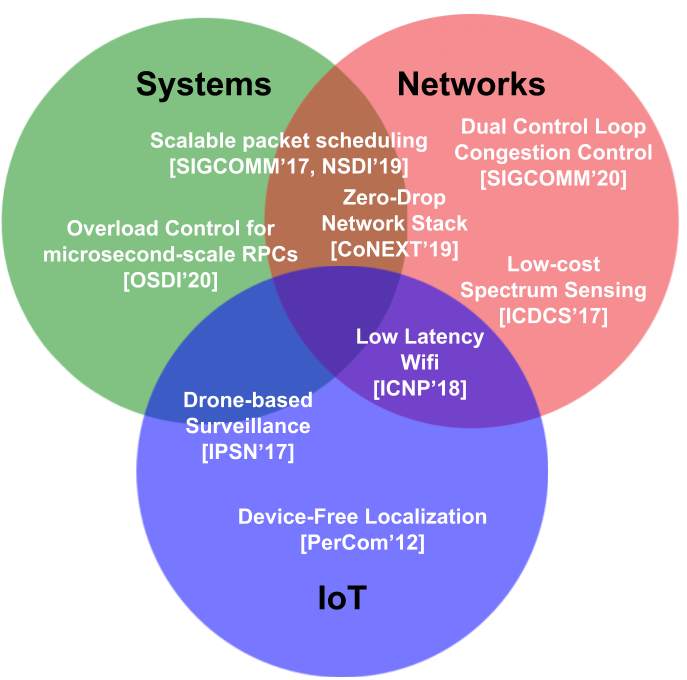 Systems
Networks
Scalable packet scheduling
[SIGCOMM’17, NSDI’19]
Dual Control Loop
Congestion Control
[SIGCOMM’20]
Zero-Drop
Network Stack
[CoNEXT’19]
Overload Control for
microsecond-scale RPCs
[OSDI’20]
Low-cost
Spectrum Sensing
[ICDCS’17]
Low Latency
Wifi
[ICNP’18]
Drone-based
Surveillance
[IPSN’17]
Device-Free Localization
[PerCom’12]
IoT